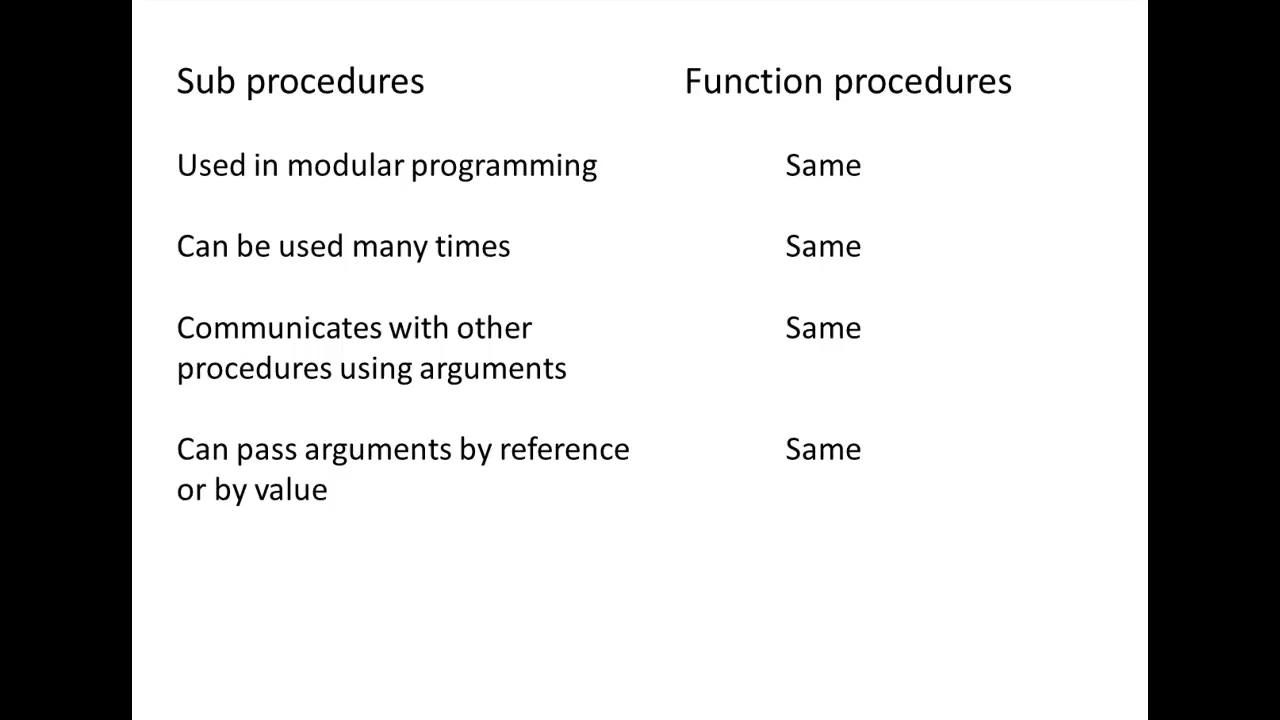 Sub procedures
Function procedures
Used in modular programming
Same
Can be used many times
Same
Communicates with other
procedures using arguments
Same
Can pass arguments by reference
or by value
Same